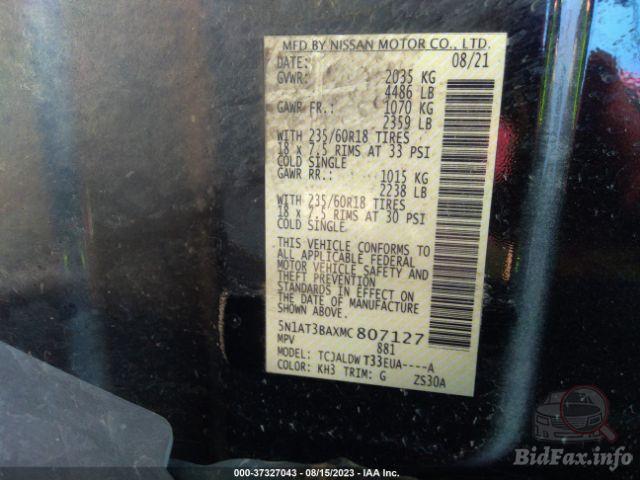 MFD BY NISSAN MOTOR CO., LTD.
DATE: 08/21
GVWR: 2035 KG
4486 LB
GAWR FR.: 1070 KG
2359 LB
WITH 235/60R18 TIRES
18 x 7.5 RIMS AT 33 PSI
COLD SINGLE
GAWR RR.: 1015 KG
2238 LB
WITH 235/60R18 TIRES
18 x 7.5 RIMS AT 30 PSI
COLD SINGLE
THIS VEHICLE CONFORMS TO
ALL APPLICABLE FEDERAL
MOTOR VEHICLE SAFETY AND
THEFT PREVENTION
STANDARDS IN EFFECT ON
THE DATE OF MANUFACTURE
SHOWN ABOVE.
5N1AT3BAXMC807127
MPV 881
MODEL: TCJALDWT33EUA----A
COLOR: KH3 TRIM: G ZS30A
BidFax.info
000-37327043 - 08/15/2023 - IAA Inc.